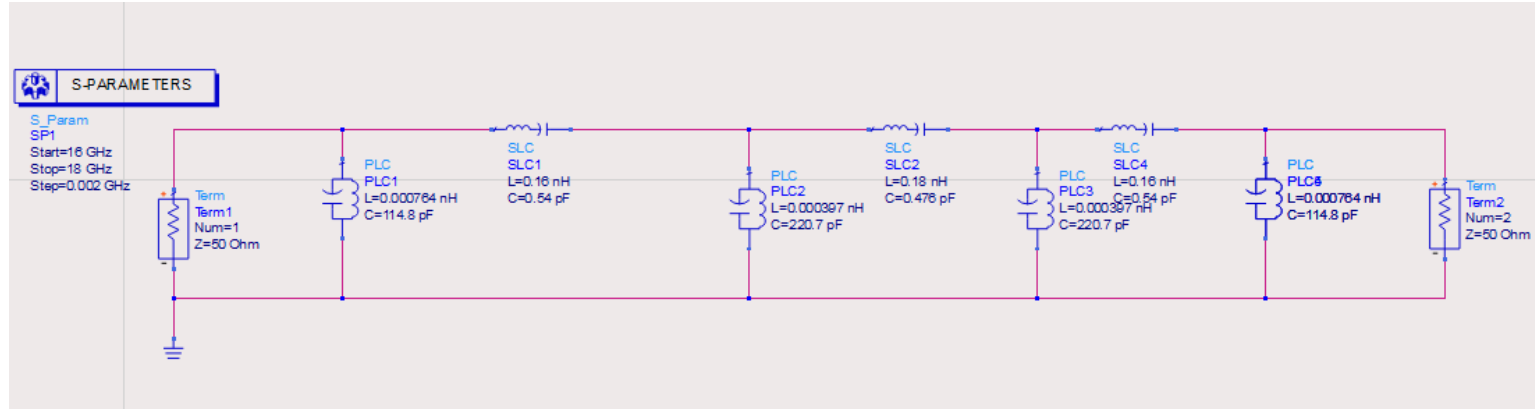 S-PARAMETERS
S_Param
SP1
Start=16 GHz
Stop=18 GHz
Step=0.002 GHz
Term
Term1
Num=1
Z=50 Ohm
PLC
PLC1
L=0.000764 nH
C=114.8 pF
SLC
SLC1
L=0.16 nH
C=0.54 pF
PLC
PLC2
L=0.000397 nH
C=220.7 pF
SLC
SLC2
L=0.18 nH
C=0.476 pF
PLC
PLC3
L=0.000397 nH
C=220.7 pF
SLC
SLC4
L=0.16 nH
C=0.54 pF
PLC
L=0.000764 nH
C=114.8 pF
Term
Term2
Num=2
Z=50 Ohm